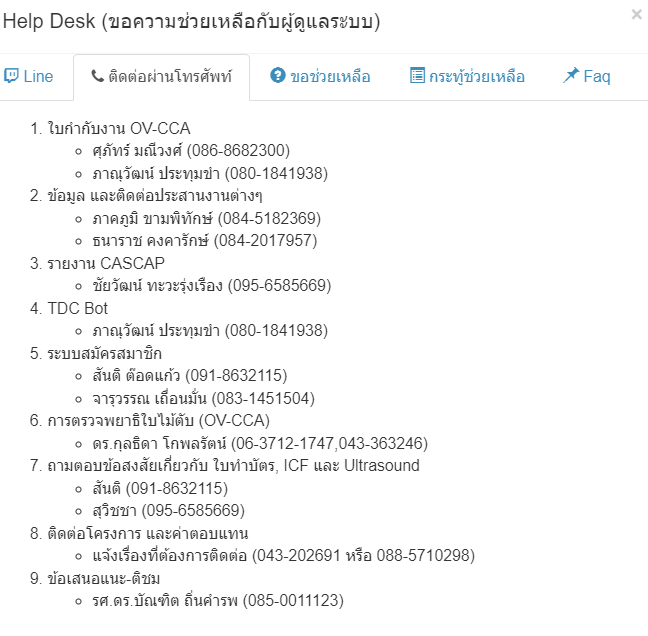 Help Desk (ขอความช่วยเหลือกับผู้ดูแลระบบ)
×
Line ติดต่อผ่านโทรศัพท์ ขอช่วยเหลือ กระทู้ช่วยเหลือ Faq
1. ใบกำกับงาน OV-CCA
ศุภัทร์ มณีวงศ์ (086-8682300)
ภาณุวัฒน์ ประทุมขำ (080-1841938)
2. ข้อมูล และติดต่อประสานงานต่างๆ
ภาคภูมิ ขามพิทักษ์ (084-5182369)
ธนาราช คงคารักษ์ (084-2017957)
3. รายงาน CASCAP
ชัยวัฒน์ ทะวะรุ่งเรือง (095-6585669)
4. TDC Bot
ภาณุวัฒน์ ประทุมขำ (080-1841938)
5. ระบบสมัครสมาชิก
สันติ ต๊อดแก้ว (091-8632115)
จารุวรรณ เถื่อนมั่น (083-1451504)
6. การตรวจพยาธิใบไม้ตับ (OV-CCA)
ดร.กุลธิดา โกพลรัตน์ (06-3712-1747,043-363246)
7. ถามตอบข้อสงสัยเกี่ยวกับ ใบทำบัตร, ICF และ Ultrasound
สันติ (091-8632115)
สุวิชชา (095-6585669)
8. ติดต่อโครงการ และค่าตอบแทน
แจ้งเรื่องที่ต้องการติดต่อ (043-202691 หรือ 088-5710298)
9. ข้อเสนอแนะ-ติชม
รศ.ดร.บัณฑิต ถิ่นคำรพ (085-0011123)